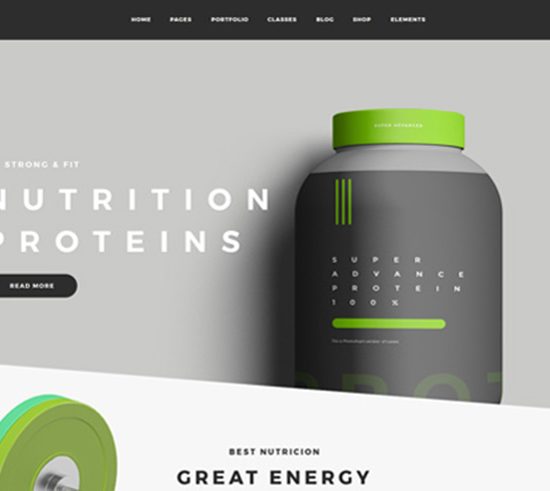 HOME PAGES PORTFOLIO CLASSES BLOG SHOP ELEMENTS
SUPER ADVANCED
STRONG & FIT
NUTRITION
PROTEINS
READ MORE
SUPER
ADVANCE
PROTEIN
100%
BEST NUTRICION
GREAT ENERGY